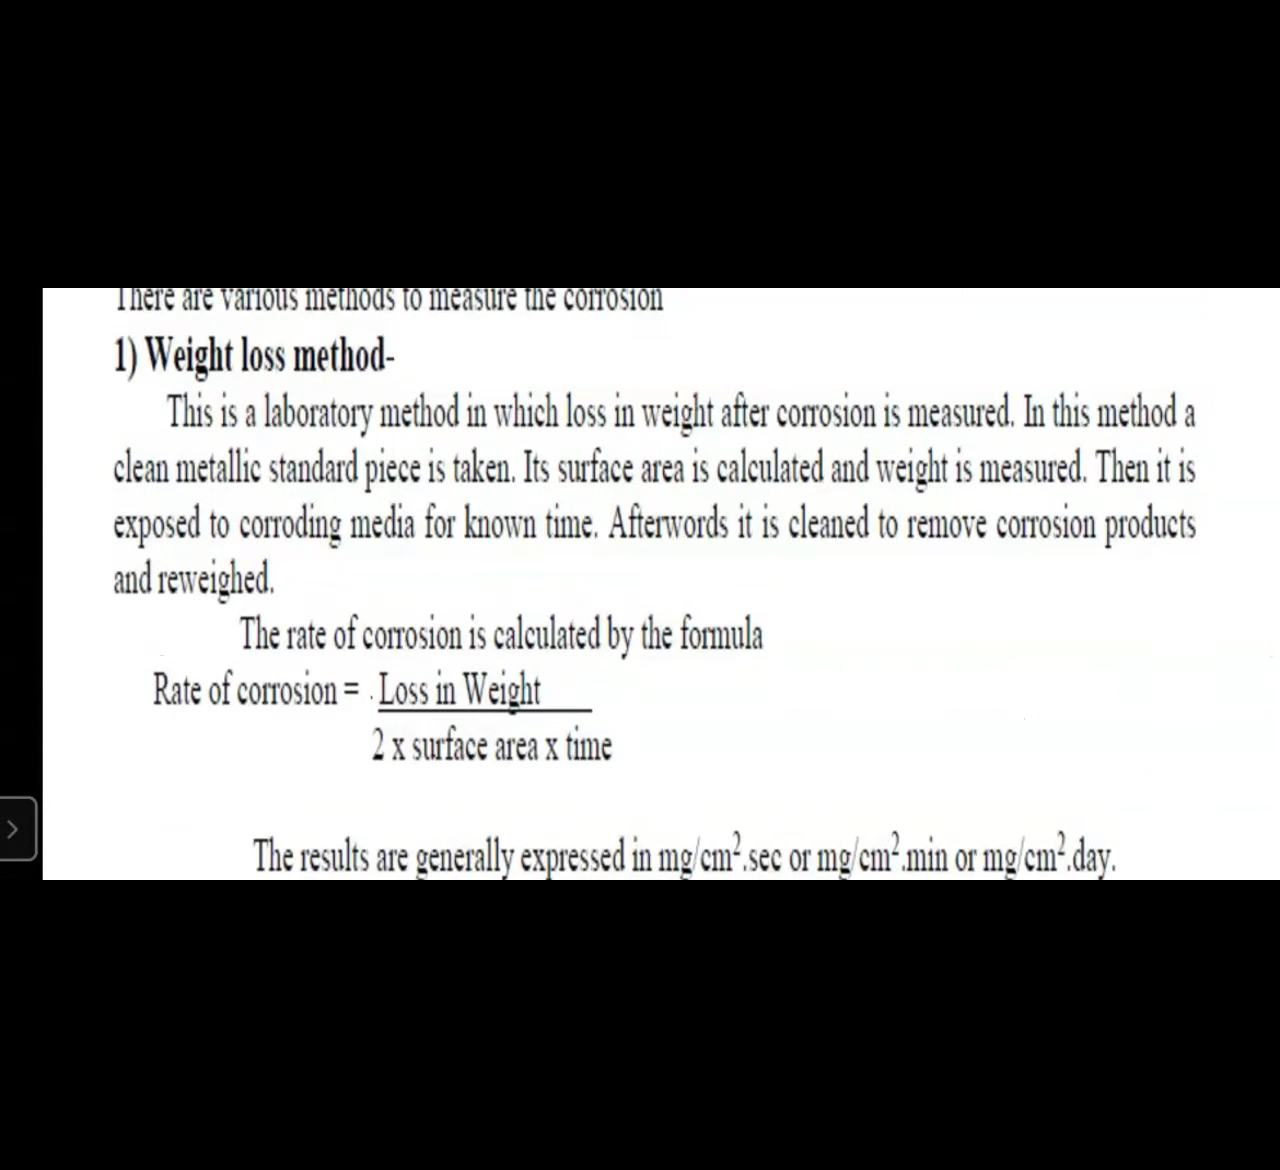 There are various methods to measure the corrosion
1) Weight loss method-
This is a laboratory method in which loss in weight after corrosion is measured. In this method a
clean metallic standard piece is taken. Its surface area is calculated and weight is measured. Then it is
exposed to corroding media for known time. Afterwords it is cleaned to remove corrosion products
and reweighed.
The rate of corrosion is calculated by the formula
Rate of corrosion = Loss in Weight
2 x surface area x time
The results are generally expressed in mg/cm².sec or mg/cm².min or mg/cm².day.